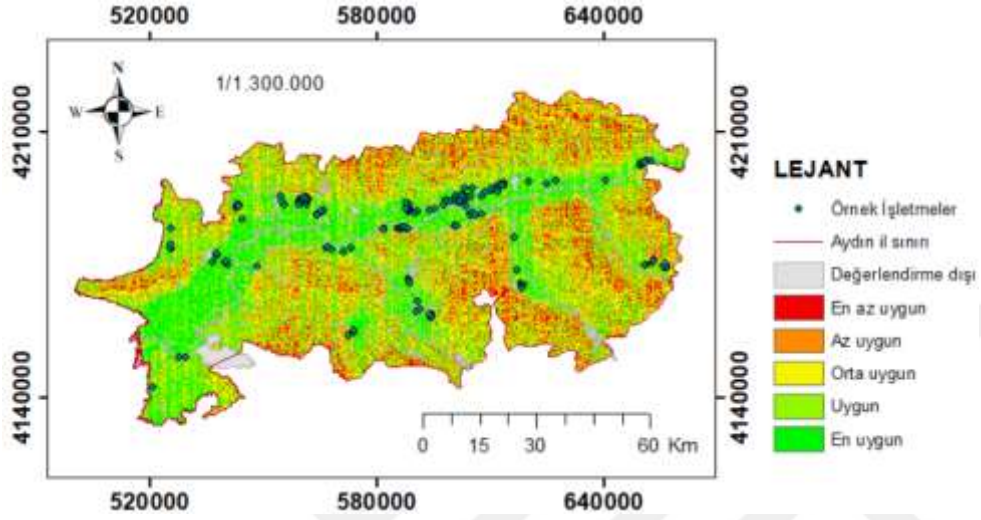 520000 580000 640000
N
W E
S
1/1.300.000
4210000 4210000
4140000 4140000
0 15 30 60 Km
520000 580000 640000
LEJANT
Örnek İşletmeler
Aydın il sınırı
Değerlendirme dışı
En az uygun
Az uygun
Orta uygun
Uygun
En uygun